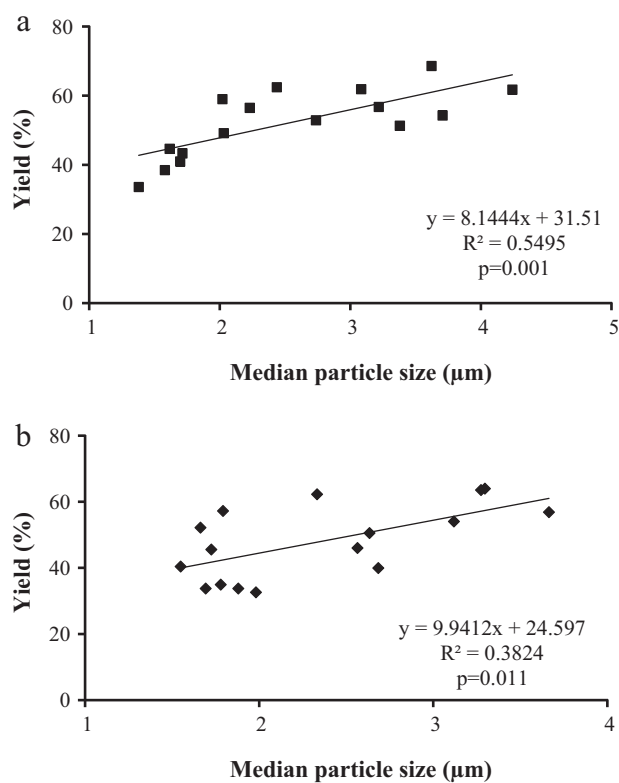 a
80
60
40
20
0
Yield (%)
y = 8.1444x + 31.51
R² = 0.5495
p=0.001
1 2 3 4 5
Median particle size (µm)
b
80
60
40
20
0
Yield (%)
y = 9.9412x + 24.597
R² = 0.3824
p=0.011
1 2 3 4
Median particle size (µm)